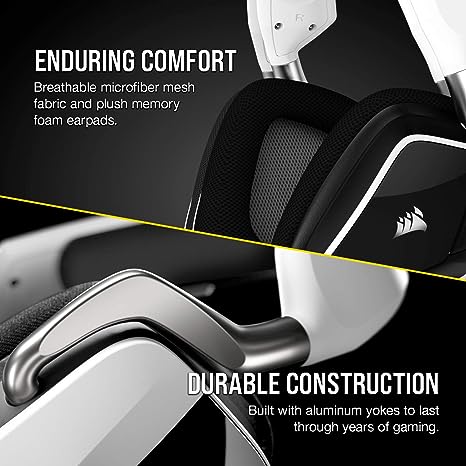 ENDURING COMFORT
Breathable microfiber mesh
fabric and plush memory
foam earpads.
R
DURABLE CONSTRUCTION
Built with aluminum yokes to last
through years of gaming.